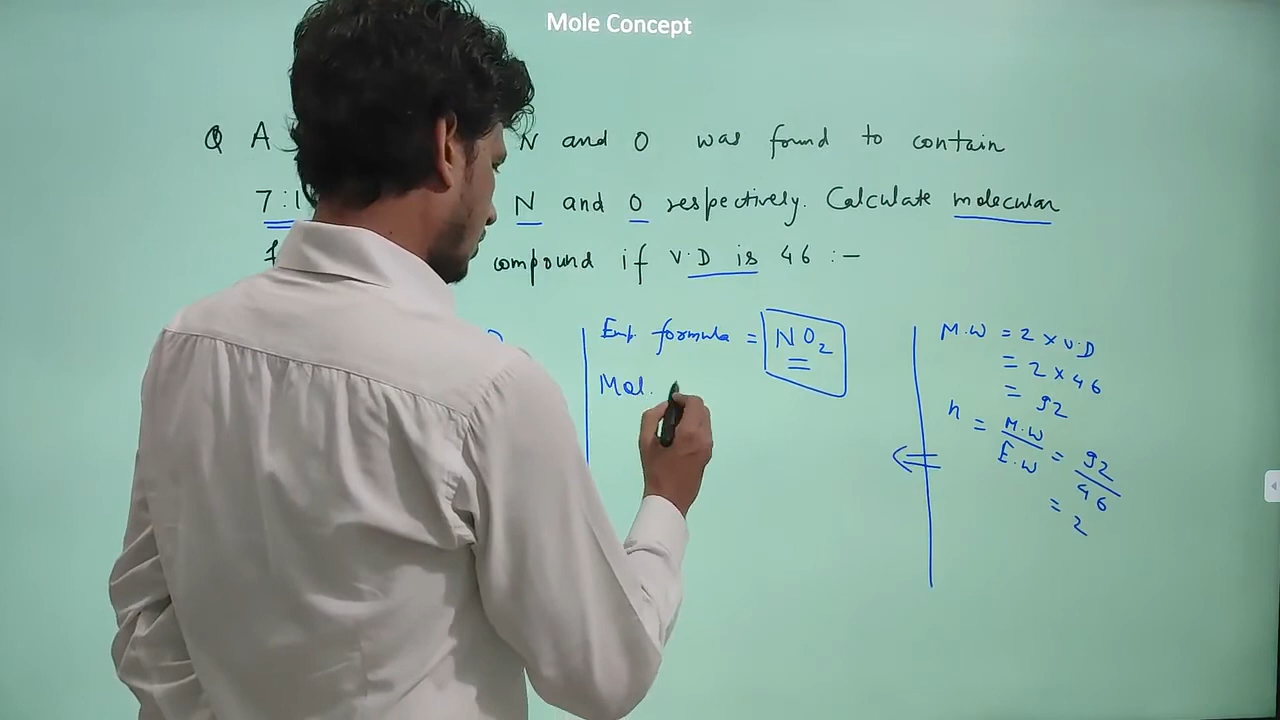 Mole Concept
Q A N and O was found to contain
7:1 N and O respectively. Calculate molecular
compound if V.D is 46 :-
Emp. formula = NO2
Mol.
M.W = 2 × V.D
= 2 × 46
= 92
n = M.W / E.W = 92 / 46
= 2